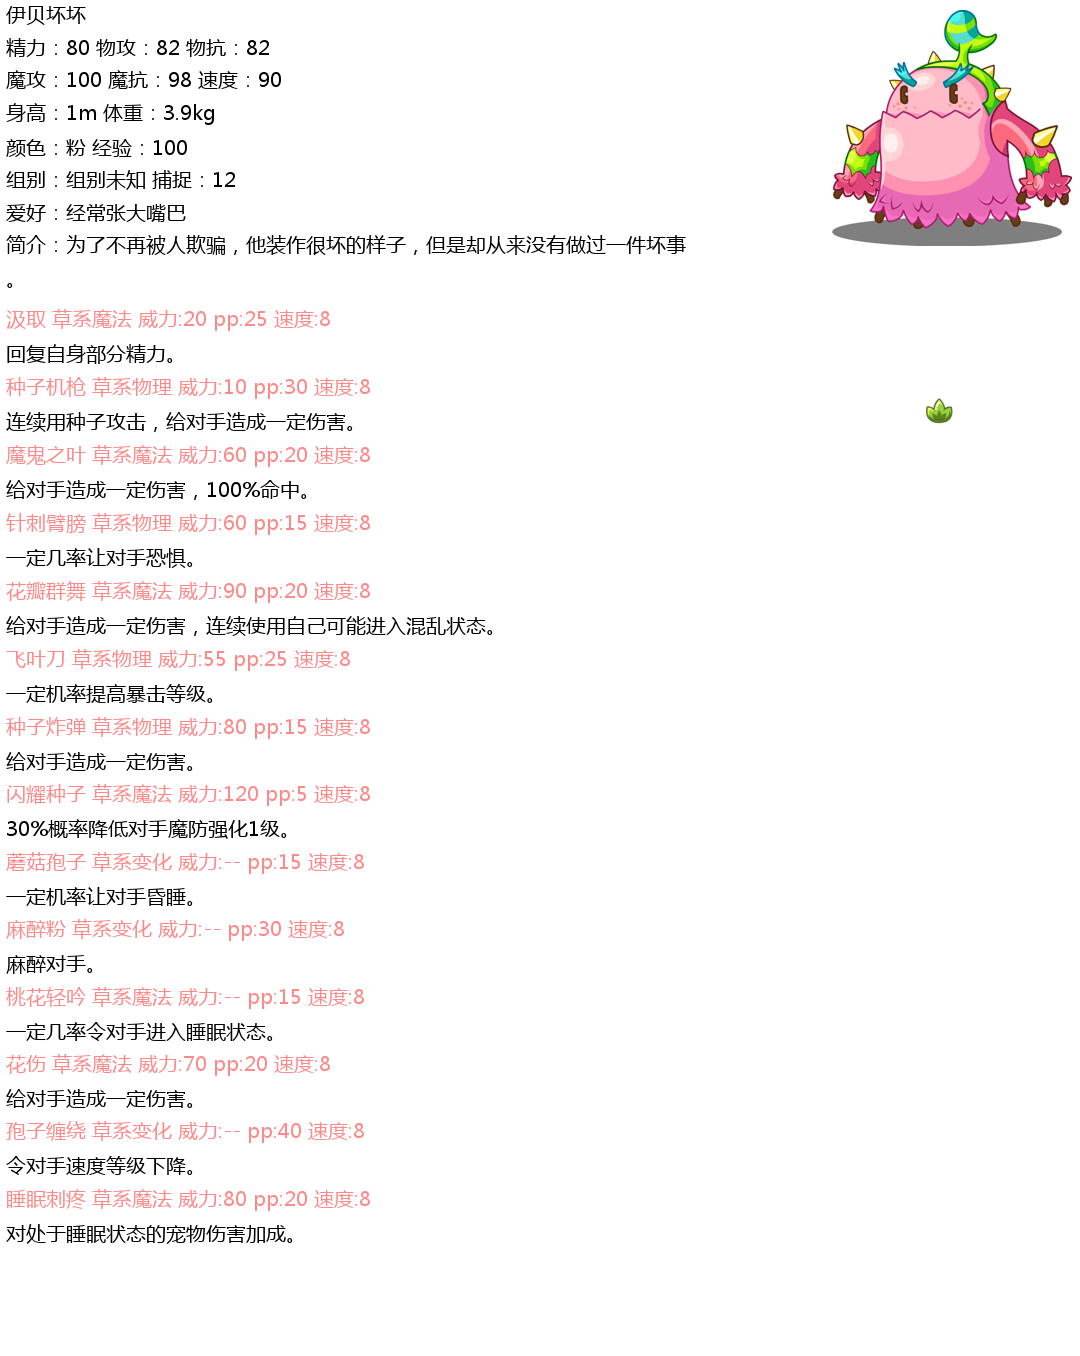 伊贝坏坏
精力：80 物攻：82 物抗：82
魔攻：100 魔抗：98 速度：90
身高：1m 体重：3.9kg
颜色：粉 经验：100
组别：组别未知 捕捉：12
爱好：经常张大嘴巴
简介：为了不再被人欺骗，他装作很坏的样子，但是却从来没有做过一件坏事
。
汲取 草系魔法 威力:20 pp:25 速度:8
回复自身部分精力。
种子机枪 草系物理 威力:10 pp:30 速度:8
连续用种子攻击，给对手造成一定伤害。
魔鬼之叶 草系魔法 威力:60 pp:20 速度:8
给对手造成一定伤害，100%命中。
针刺臂膀 草系物理 威力:60 pp:15 速度:8
一定几率让对手恐惧。
花瓣群舞 草系魔法 威力:90 pp:20 速度:8
给对手造成一定伤害，连续使用自己可能进入混乱状态。
飞叶刀 草系物理 威力:55 pp:25 速度:8
一定机率提高暴击等级。
种子炸弹 草系物理 威力:80 pp:15 速度:8
给对手造成一定伤害。
闪耀种子 草系魔法 威力:120 pp:5 速度:8
30%概率降低对手魔防强化1级。
蘑菇孢子 草系变化 威力:-- pp:15 速度:8
一定机率让对手昏睡。
麻醉粉 草系变化 威力:-- pp:30 速度:8
麻醉对手。
桃花轻吟 草系魔法 威力:-- pp:15 速度:8
一定几率令对手进入睡眠状态。
花伤 草系魔法 威力:70 pp:20 速度:8
给对手造成一定伤害。
孢子缠绕 草系变化 威力:-- pp:40 速度:8
令对手速度等级下降。
睡眠刺疼 草系魔法 威力:80 pp:20 速度:8
对处于睡眠状态的宠物伤害加成。